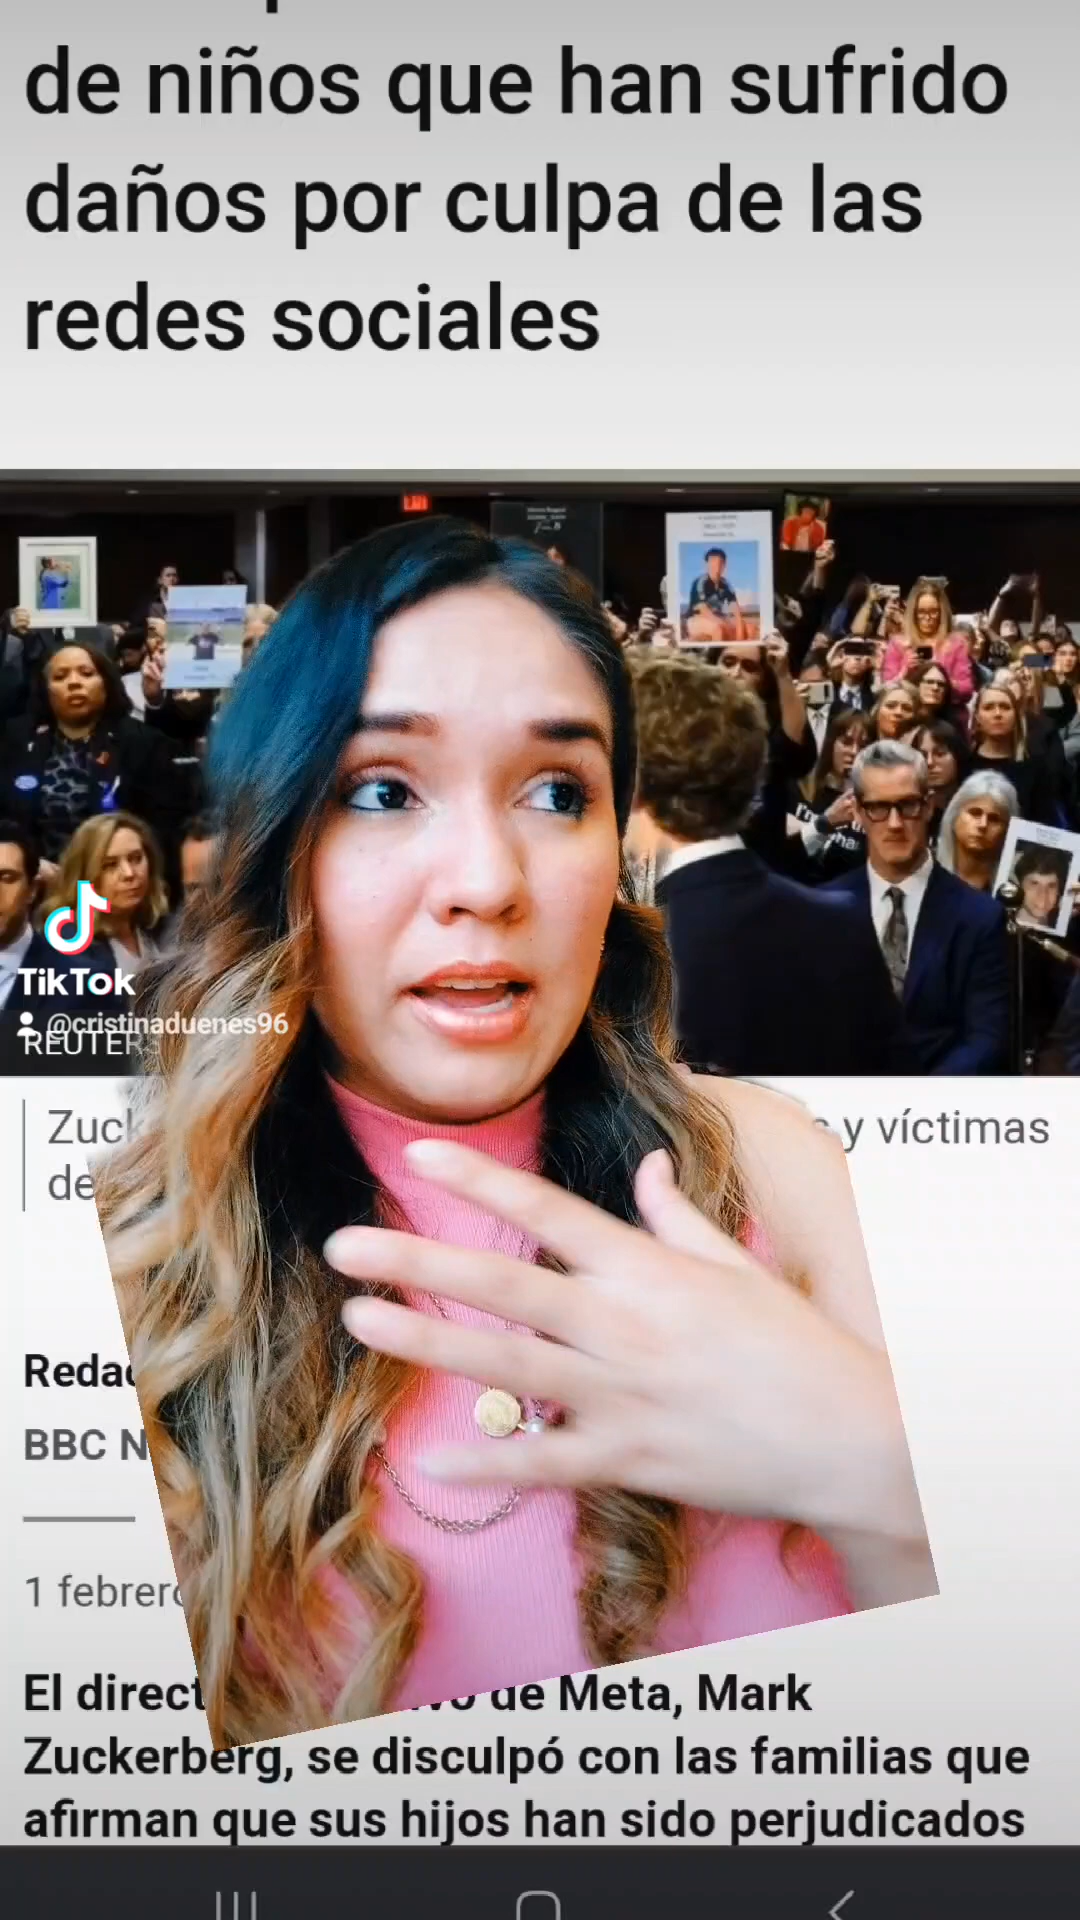 de niños que han sufrido
daños por culpa de las
redes sociales
TikTok
@cristinaduenes96
REUTERS
Zuck
y víctimas
de
Redac
BBC N
1 febrero
El direct
de Meta, Mark
Zuckerberg, se disculpó con las familias que
afirman que sus hijos han sido perjudicados